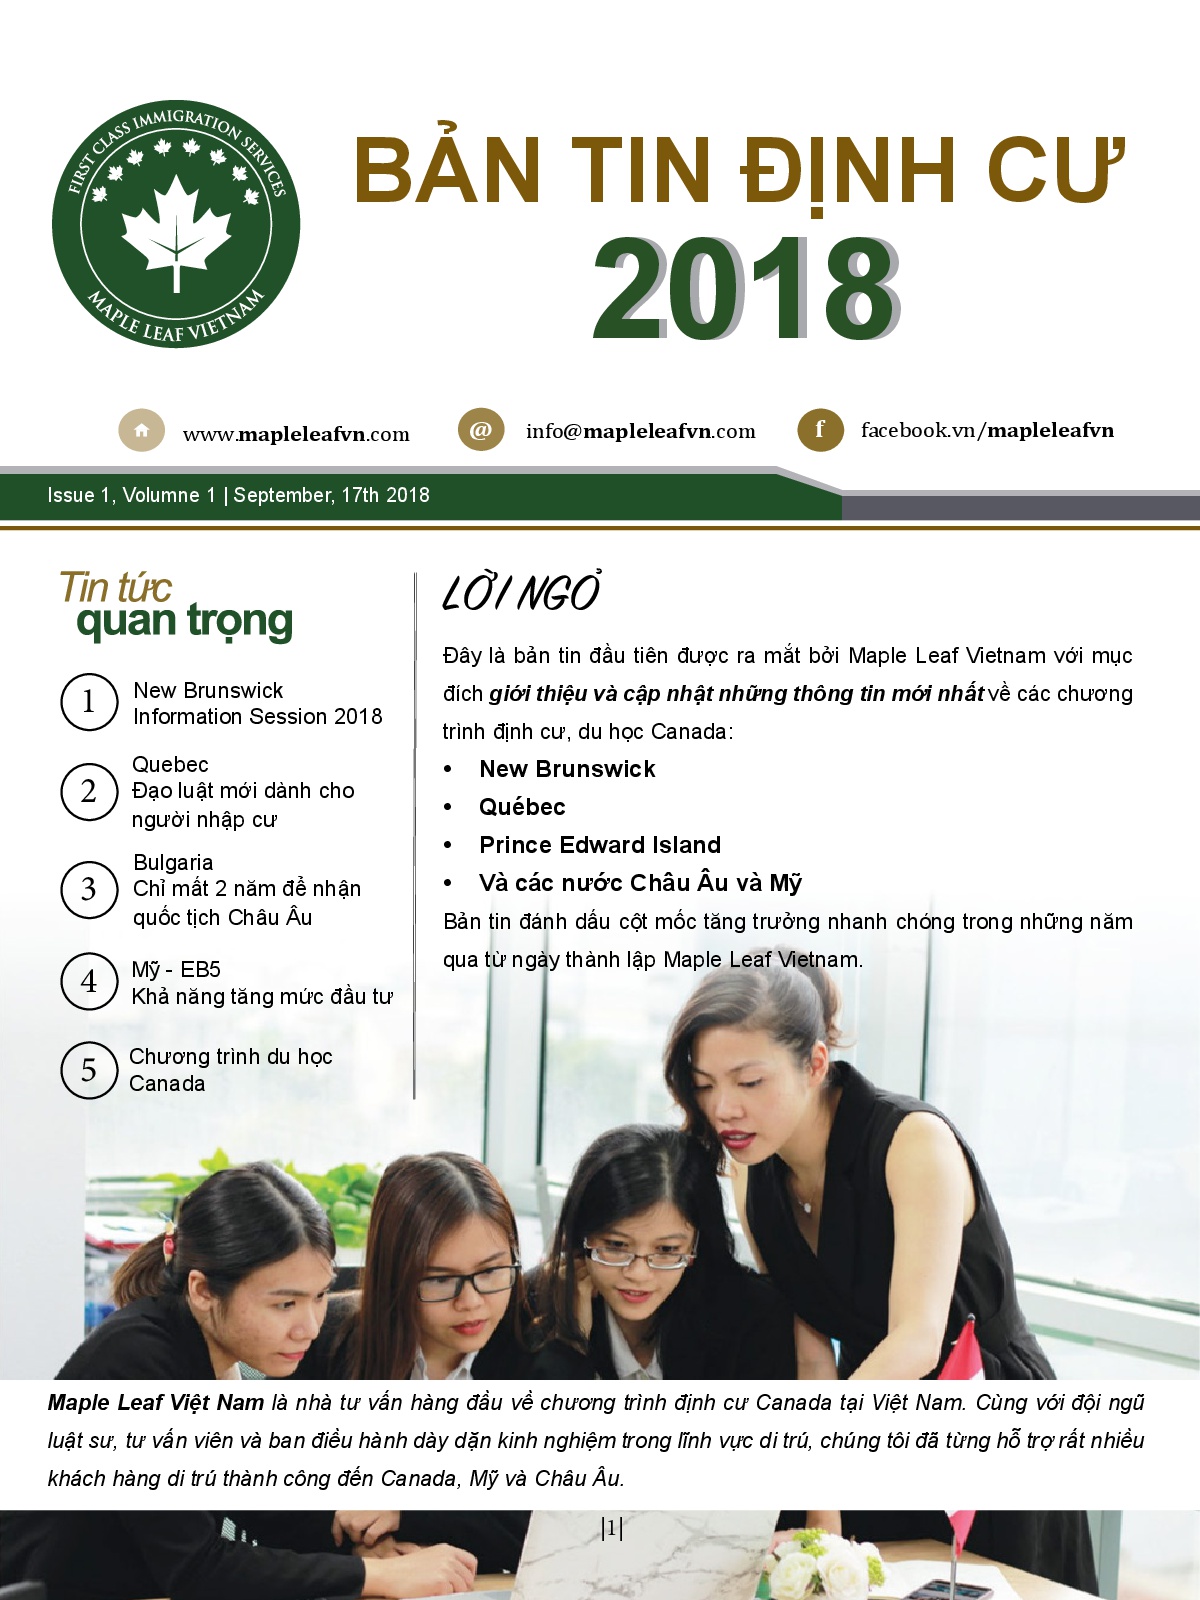 FIRST CLASS IMMIGRATION SERVICES
MAPLE LEAF VIETNAM
BẢN TIN ĐỊNH CƯ
2018
www.mapleleafvn.com
@ info@mapleleafvn.com
f facebook.vn/mapleleafvn
Issue 1, Volumne 1 | September, 17th 2018
Tin tức
quan trọng
1 New Brunswick
Information Session 2018
2 Quebec
Đạo luật mới dành cho
người nhập cư
3 Bulgaria
Chỉ mất 2 năm để nhận
quốc tịch Châu Âu
4 Mỹ - EB5
Khả năng tăng mức đầu tư
5 Chương trình du học
Canada
LỜI NGỎ
Đây là bản tin đầu tiên được ra mắt bởi Maple Leaf Vietnam với mục
đích giới thiệu và cập nhật những thông tin mới nhất về các chương
trình định cư, du học Canada:
• New Brunswick
• Québec
• Prince Edward Island
• Và các nước Châu Âu và Mỹ
Bản tin đánh dấu cột mốc tăng trưởng nhanh chóng trong những năm
qua từ ngày thành lập Maple Leaf Vietnam.
Maple Leaf Việt Nam là nhà tư vấn hàng đầu về chương trình định cư Canada tại Việt Nam. Cùng với đội ngũ
luật sư, tư vấn viên và ban điều hành dày dặn kinh nghiệm trong lĩnh vực di trú, chúng tôi đã từng hỗ trợ rất nhiều
khách hàng di trú thành công đến Canada, Mỹ và Châu Âu.
|1|